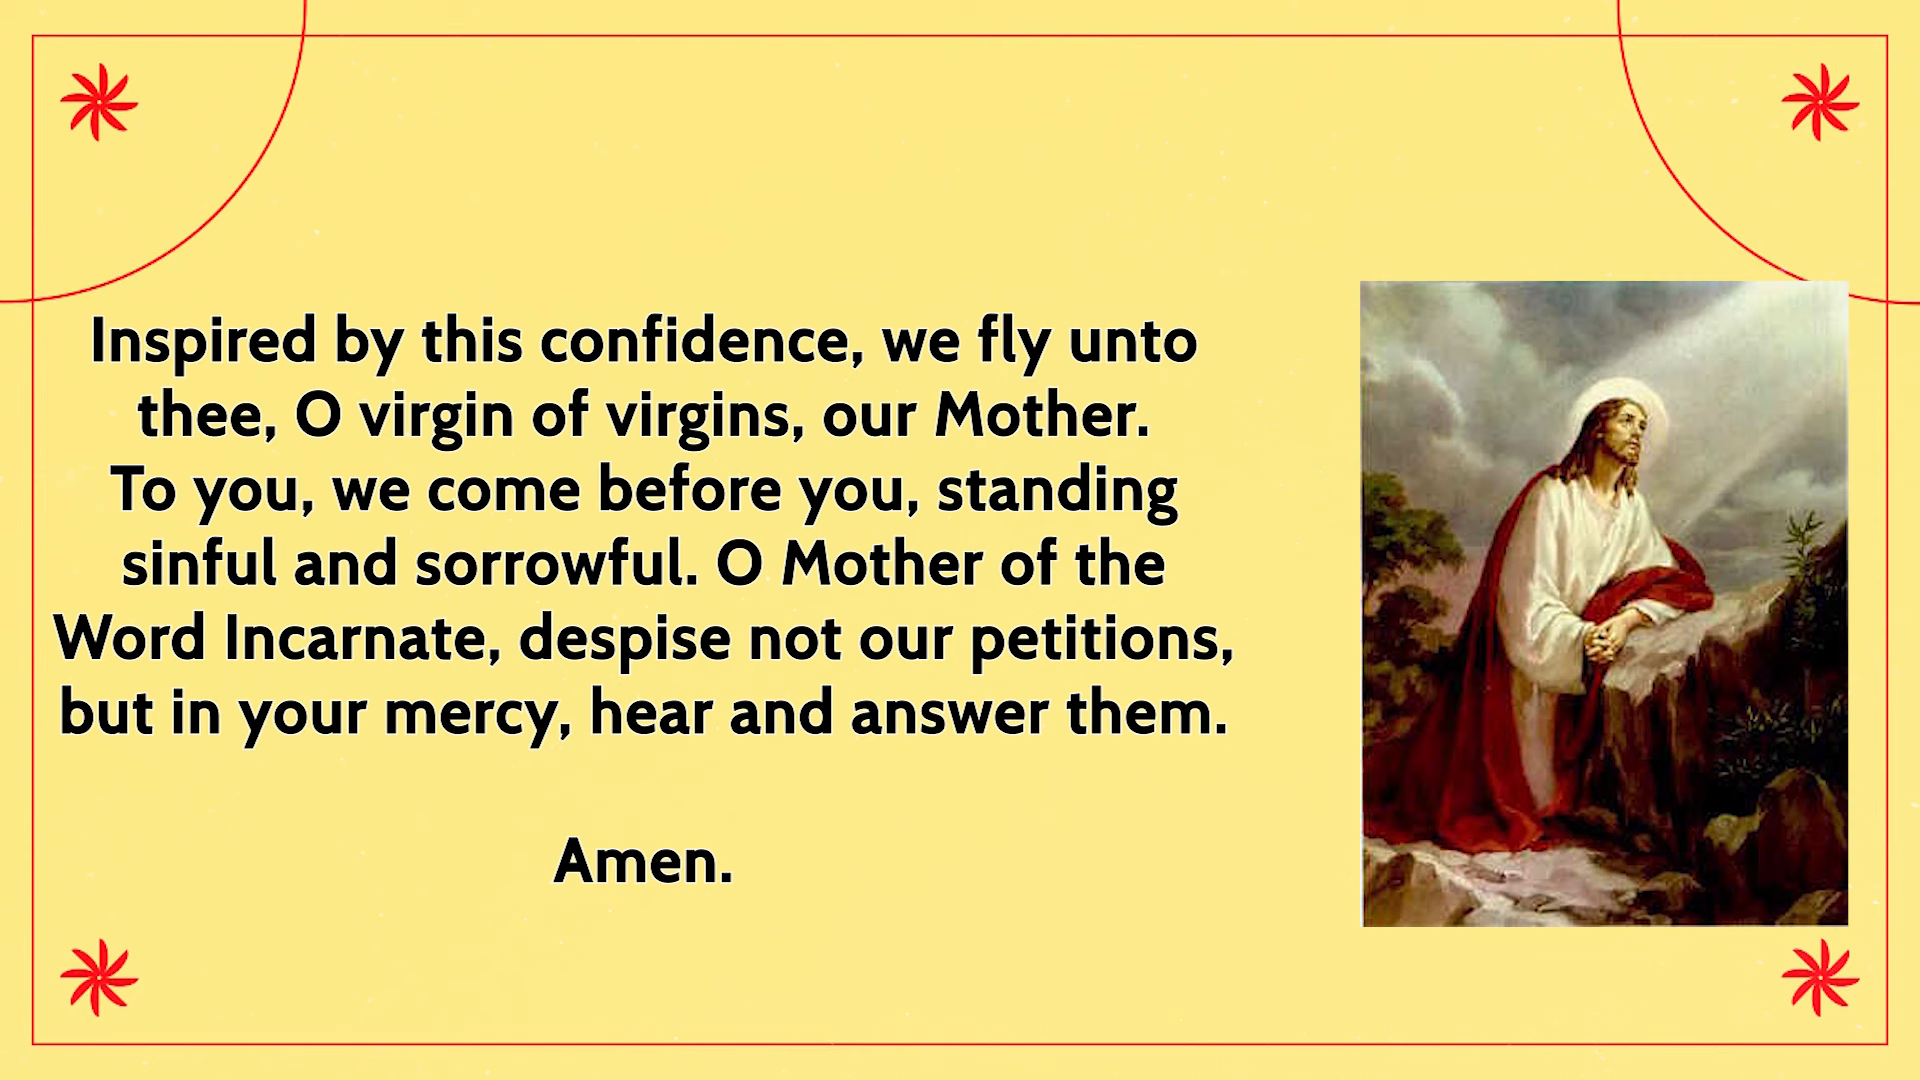 Inspired by this confidence, we fly unto
thee, O virgin of virgins, our Mother.
To you, we come before you, standing
sinful and sorrowful. O Mother of the
Word Incarnate, despise not our petitions,
but in your mercy, hear and answer them.
Amen.